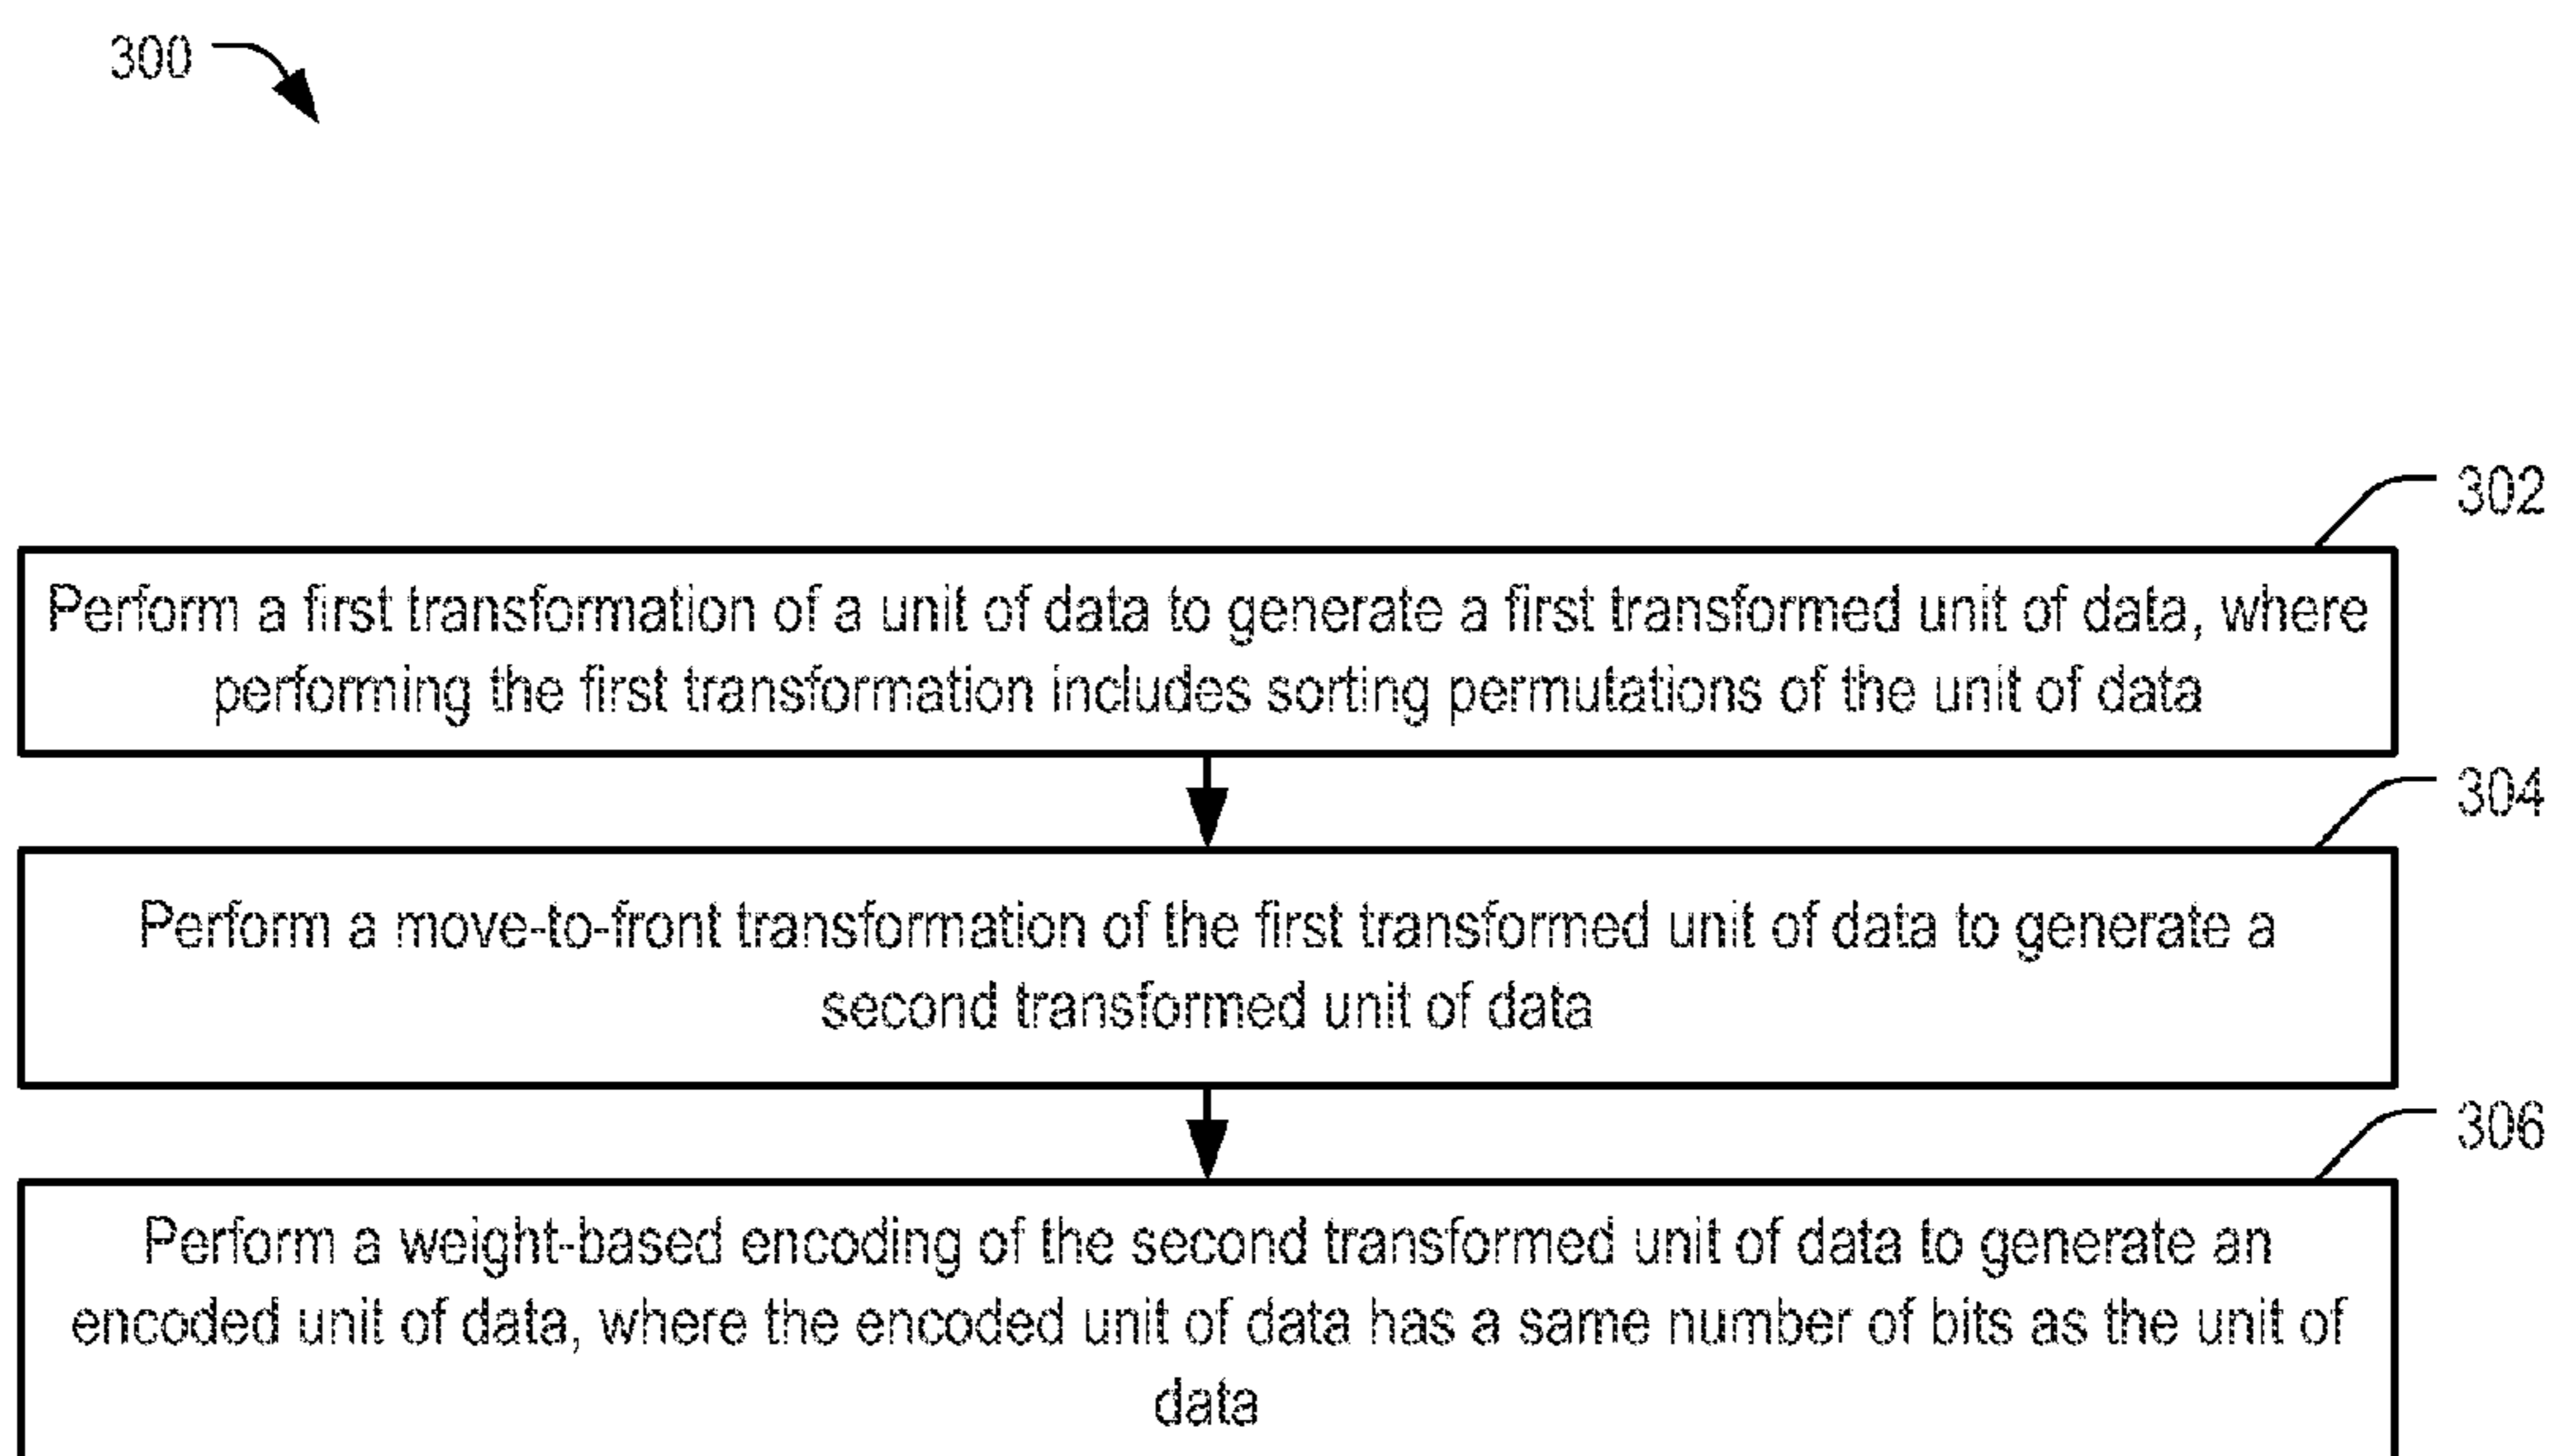 300
302
Perform a first transformation of a unit of data to generate a first transformed unit of data, where
performing the first transformation includes sorting permutations of the unit of data
304
Perform a move-to-front transformation of the first transformed unit of data to generate a
second transformed unit of data
306
Perform a weight-based encoding of the second transformed unit of data to generate an
encoded unit of data, where the encoded unit of data has a same number of bits as the unit of
data